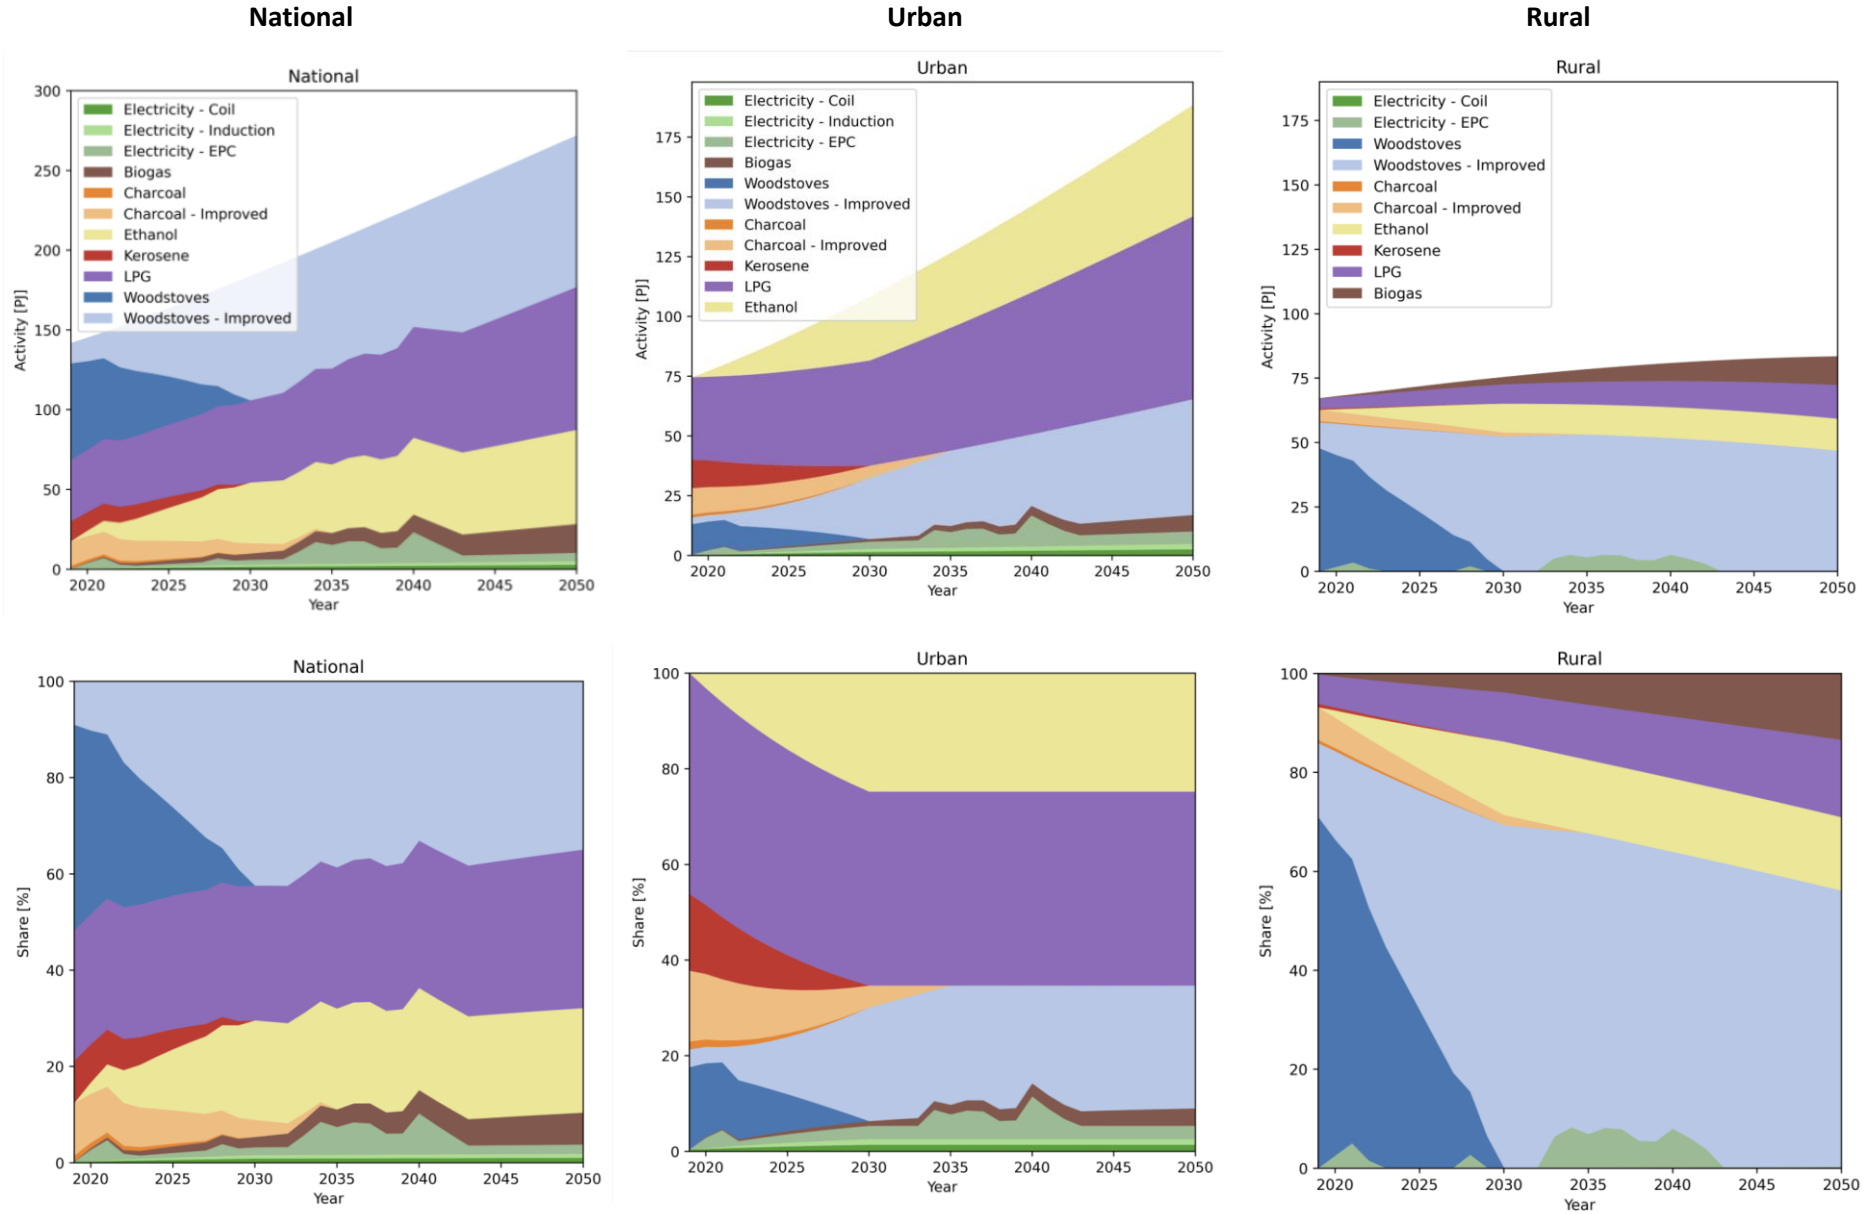 National
Urban
Rural
National
Activity [PJ]
300
250
200
150
100
50
0
Electricity - Coil
Electricity - Induction
Electricity - EPC
Biogas
Charcoal
Charcoal - Improved
Ethanol
Kerosene
LPG
Woodstoves
Woodstoves - Improved
2020 2025 2030 2035 2040 2045 2050
Year
Urban
Activity [PJ]
175
150
125
100
75
50
25
0
Electricity - Coil
Electricity - Induction
Electricity - EPC
Biogas
Woodstoves
Woodstoves - Improved
Charcoal
Charcoal - Improved
Kerosene
LPG
Ethanol
2020 2025 2030 2035 2040 2045 2050
Year
Rural
Activity [PJ]
175
150
125
100
75
50
25
0
Electricity - Coil
Electricity - EPC
Woodstoves
Woodstoves - Improved
Charcoal
Charcoal - Improved
Ethanol
Kerosene
LPG
Biogas
2020 2025 2030 2035 2040 2045 2050
Year
National
Share [%]
100
80
60
40
20
0
2020 2025 2030 2035 2040 2045 2050
Year
Urban
Share [%]
100
80
60
40
20
0
2020 2025 2030 2035 2040 2045 2050
Year
Rural
Share [%]
100
80
60
40
20
0
2020 2025 2030 2035 2040 2045 2050
Year